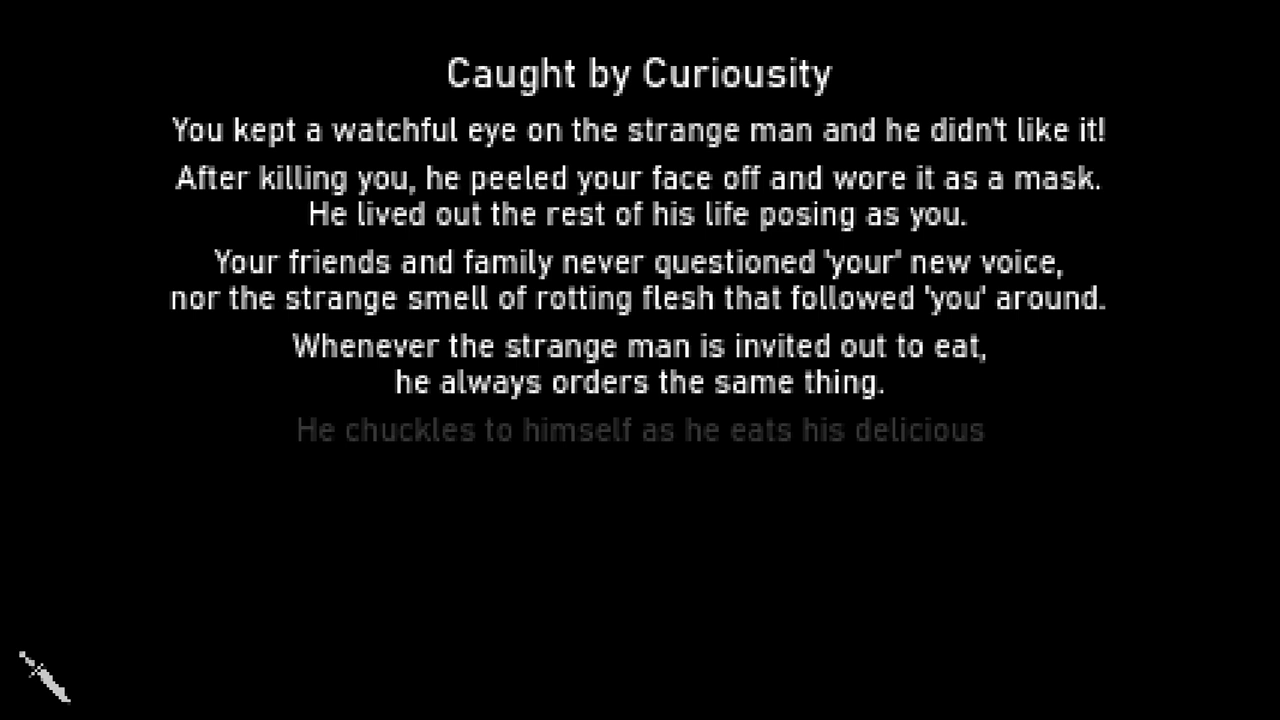 Caught by Curiousity
You kept a watchful eye on the strange man and he didn't like it!
After killing you, he peeled your face off and wore it as a mask.
He lived out the rest of his life posing as you.
Your friends and family never questioned 'your' new voice,
nor the strange smell of rotting flesh that followed 'you' around.
Whenever the strange man is invited out to eat,
he always orders the same thing.
He chuckles to himself as he eats his delicious